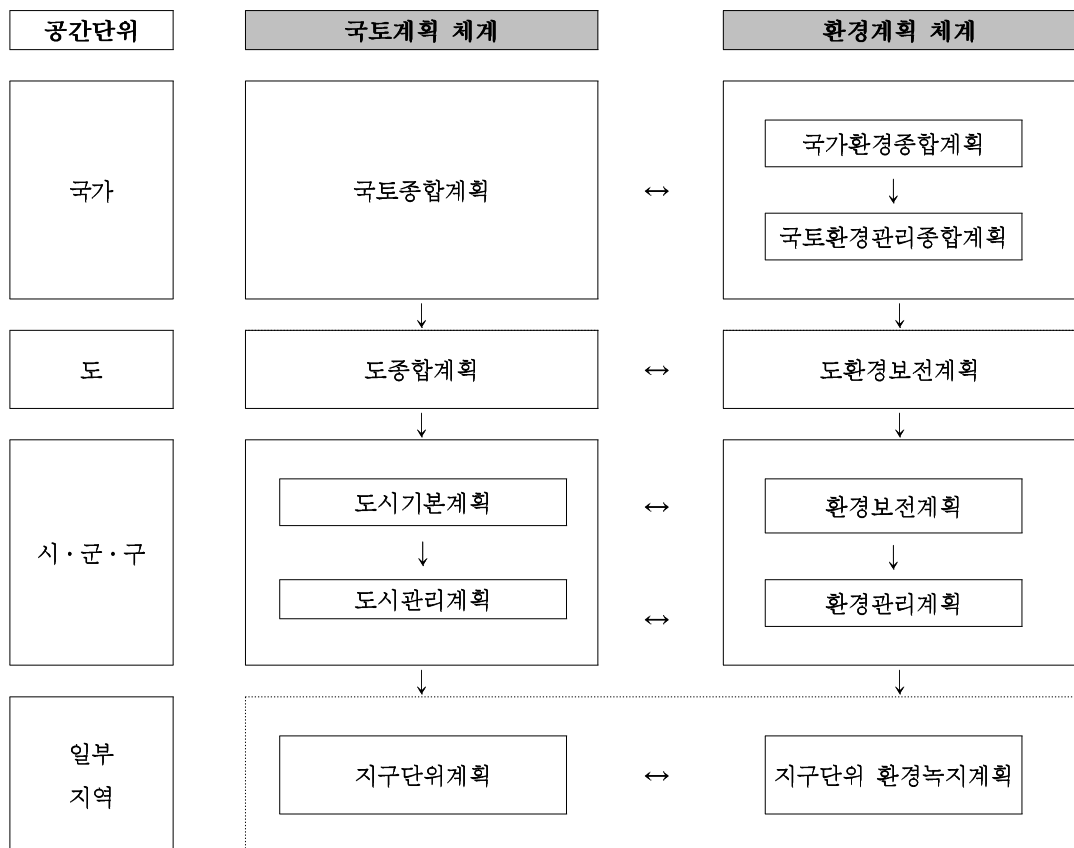 공간단위 국토계획 체계 환경계획 체계
국가 국토종합계획 ↔ 국가환경종합계획
↓
국토환경관리종합계획
↓ ↓
도 도종합계획 ↔ 도환경보전계획
↓ ↓
시·군·구 도시기본계획 ↔ 환경보전계획
↓ ↓
도시관리계획 ↔ 환경관리계획
↓ ↓
일부
지역
지구단위계획 ↔ 지구단위 환경녹지계획